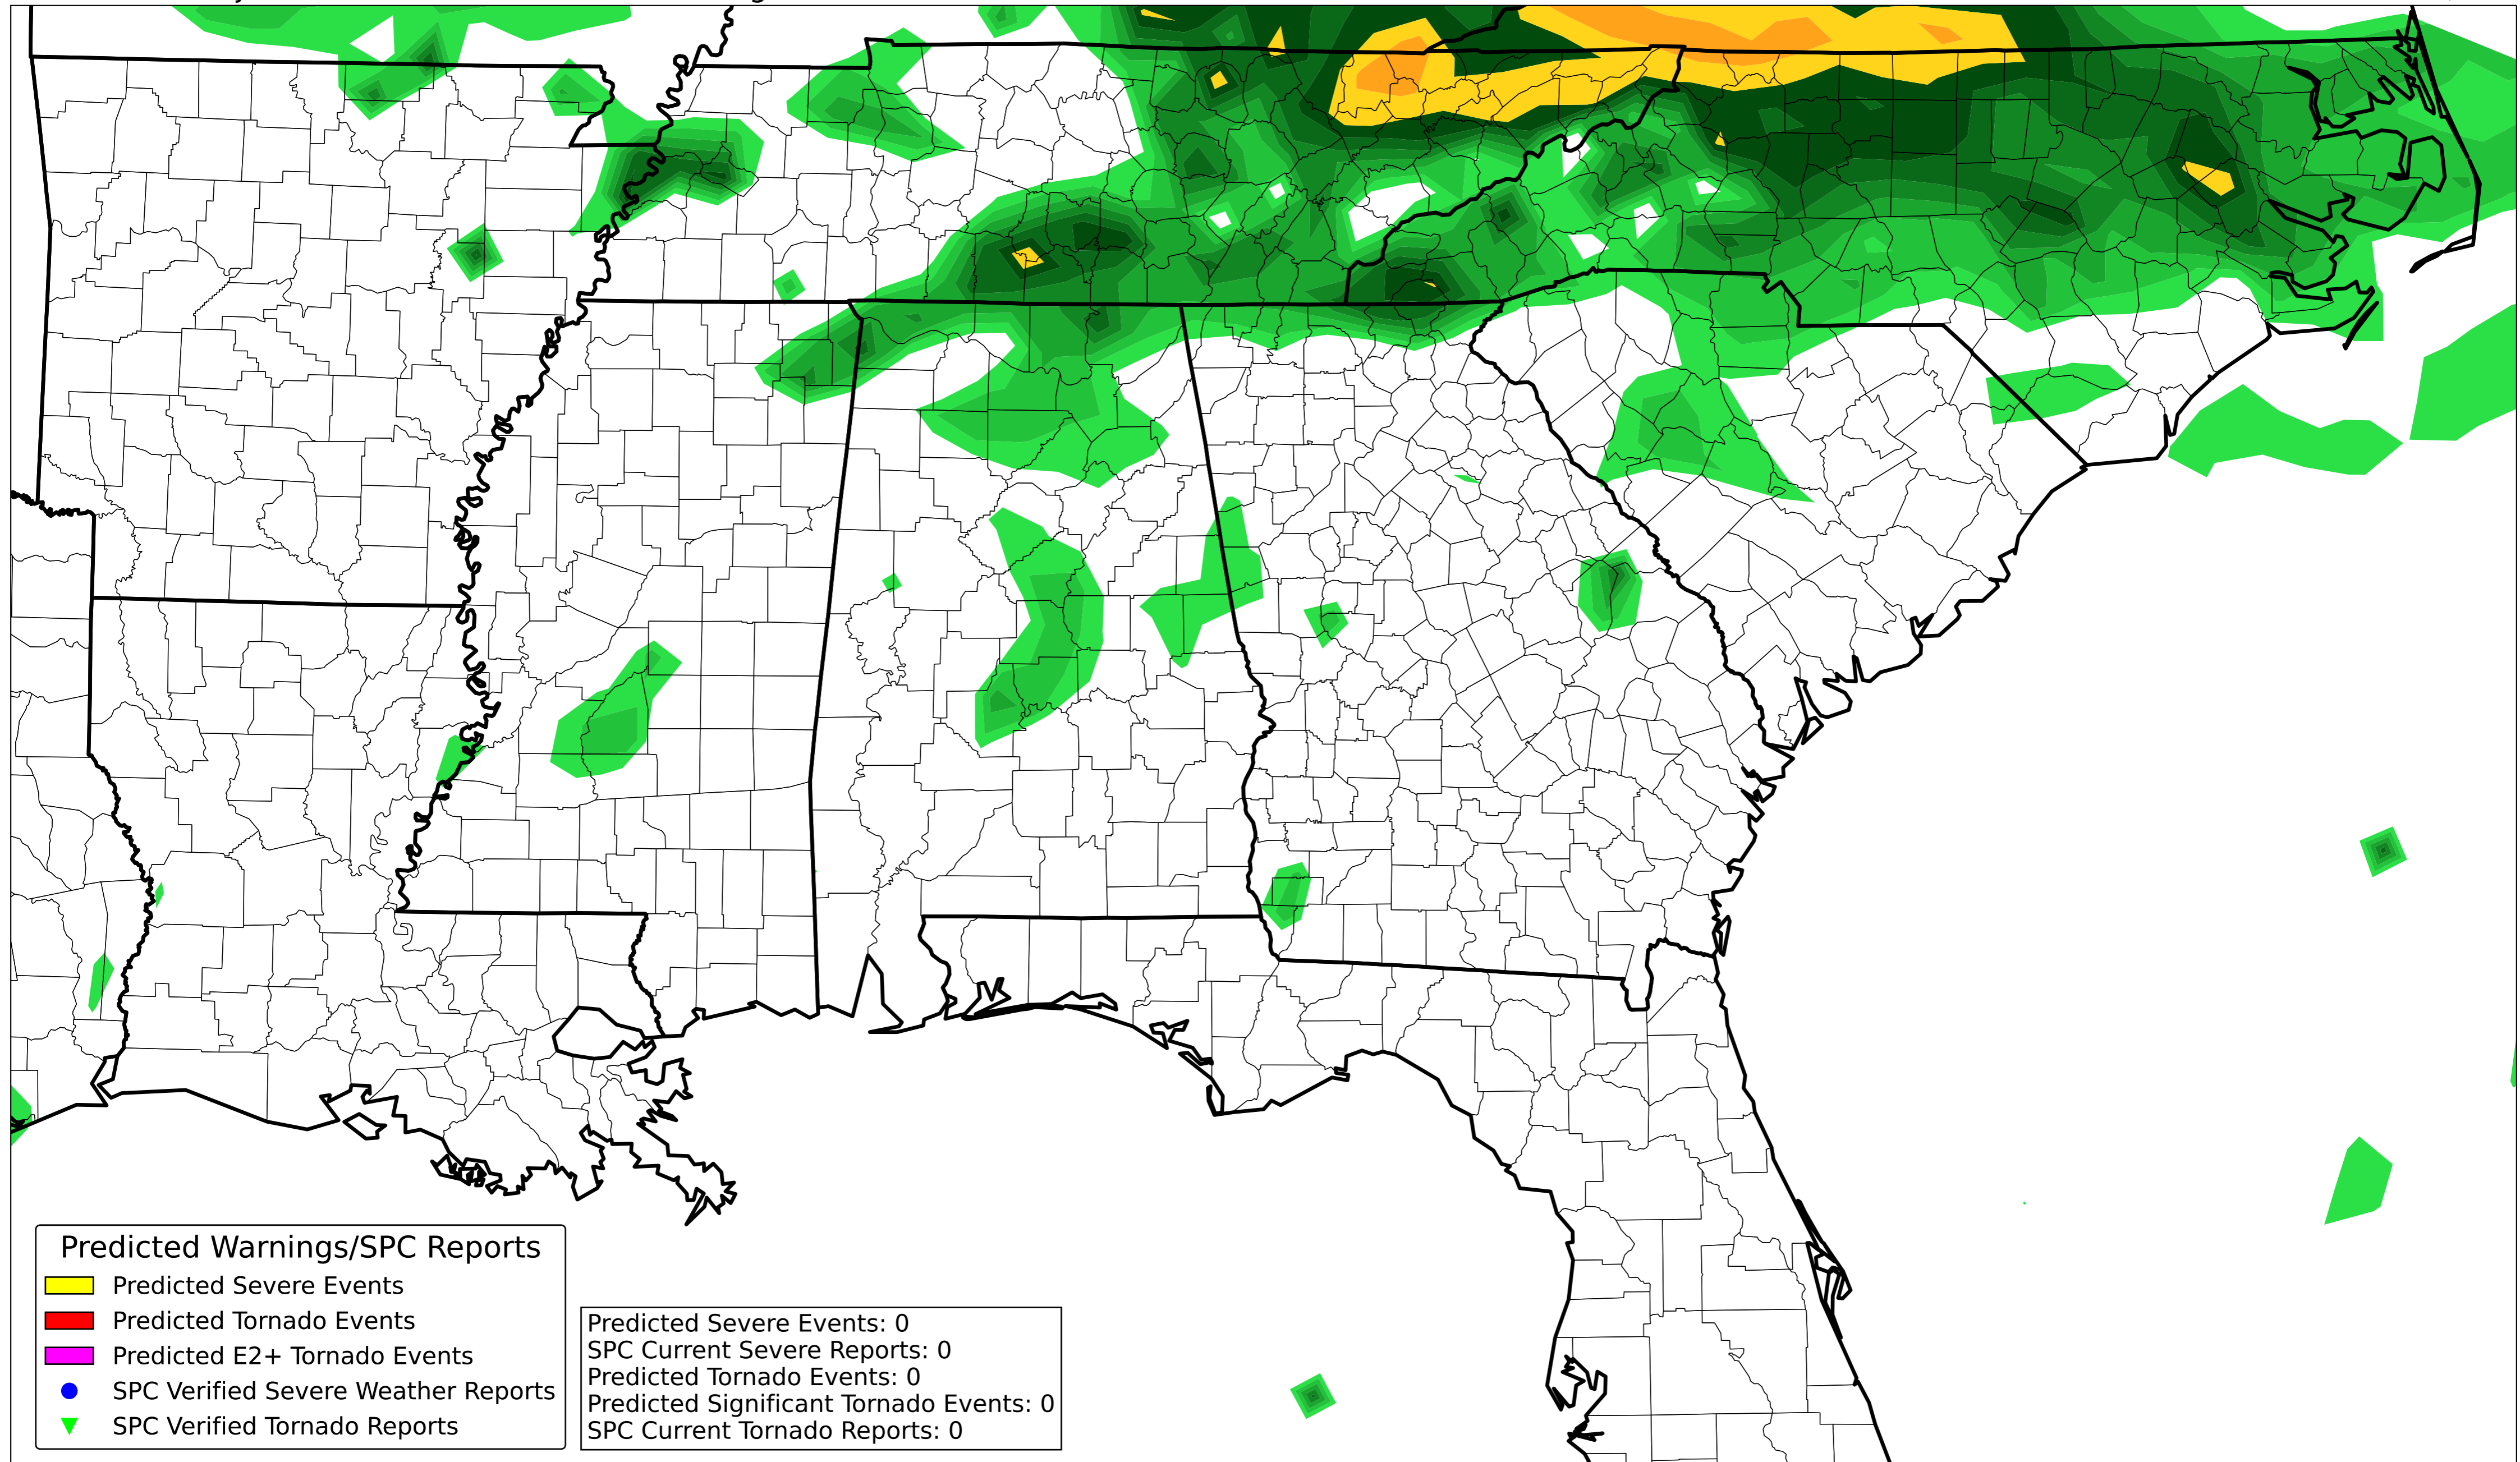 Predicted Warnings/SPC Reports
Predicted Severe Events
Predicted Tornado Events
Predicted E2+ Tornado Events
SPC Verified Severe Weather Reports
SPC Verified Tornado Reports
Predicted Severe Events: 0
SPC Current Severe Reports: 0
Predicted Tornado Events: 0
Predicted Significant Tornado Events: 0
SPC Current Tornado Reports: 0